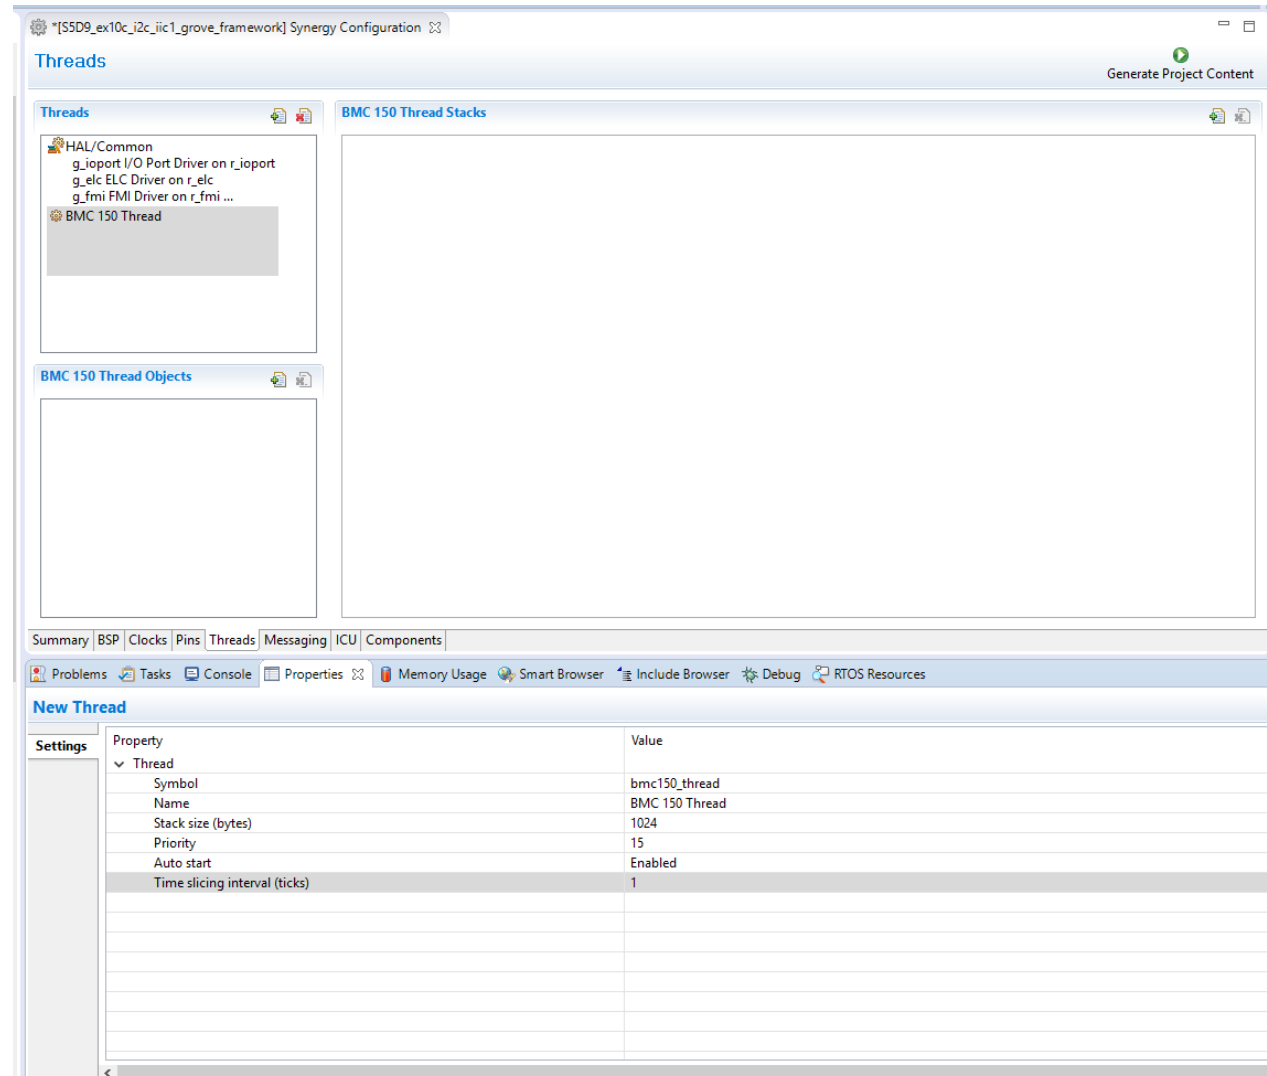 *[S5D9_ex10c_i2c_iic1_grove_framework] Synergy Configuration
Threads
Generate Project Content
Threads
BMC 150 Thread Stacks
HAL/Common
g_ioport I/O Port Driver on r_ioport
g_elc ELC Driver on r_elc
g_fmi FMI Driver on r_fmi ...
BMC 150 Thread
BMC 150 Thread Objects
Summary BSP Clocks Pins Threads Messaging ICU Components
Problems Tasks Console Properties Memory Usage Smart Browser Include Browser Debug RTOS Resources
New Thread
Settings
Property Value
Thread
Symbol bmc150_thread
Name BMC 150 Thread
Stack size (bytes) 1024
Priority 15
Auto start Enabled
Time slicing interval (ticks) 1